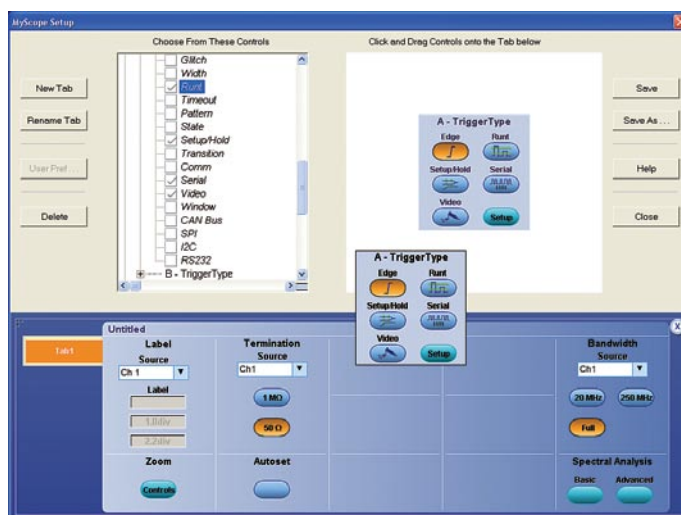 MyScope Setup
Choose From These Controls
Click and Drag Controls onto the Tab below
New Tab
Rename Tab
User Pref ...
Delete
Glitch
Width
Runt
Timeout
Pattern
State
Setup/Hold
Transition
Comm
Serial
Video
Window
CAN Bus
SPI
I2C
RS232
B - TriggerType
A - TriggerType
Edge
Runt
Setup/Hold
Serial
Video
Setup
Save
Save As ...
Help
Close
A - TriggerType
Edge
Runt
Setup/Hold
Serial
Video
Setup
Tab1
Untitled
Label
Source
Ch 1
Label
1.0div
2.2div
Termination
Source
Ch1
1 MΩ
50 Ω
Bandwidth
Source
Ch1
20 MHz
250 MHz
Full
Zoom
Controls
Autoset
Spectral Analysis
Basic
Advanced